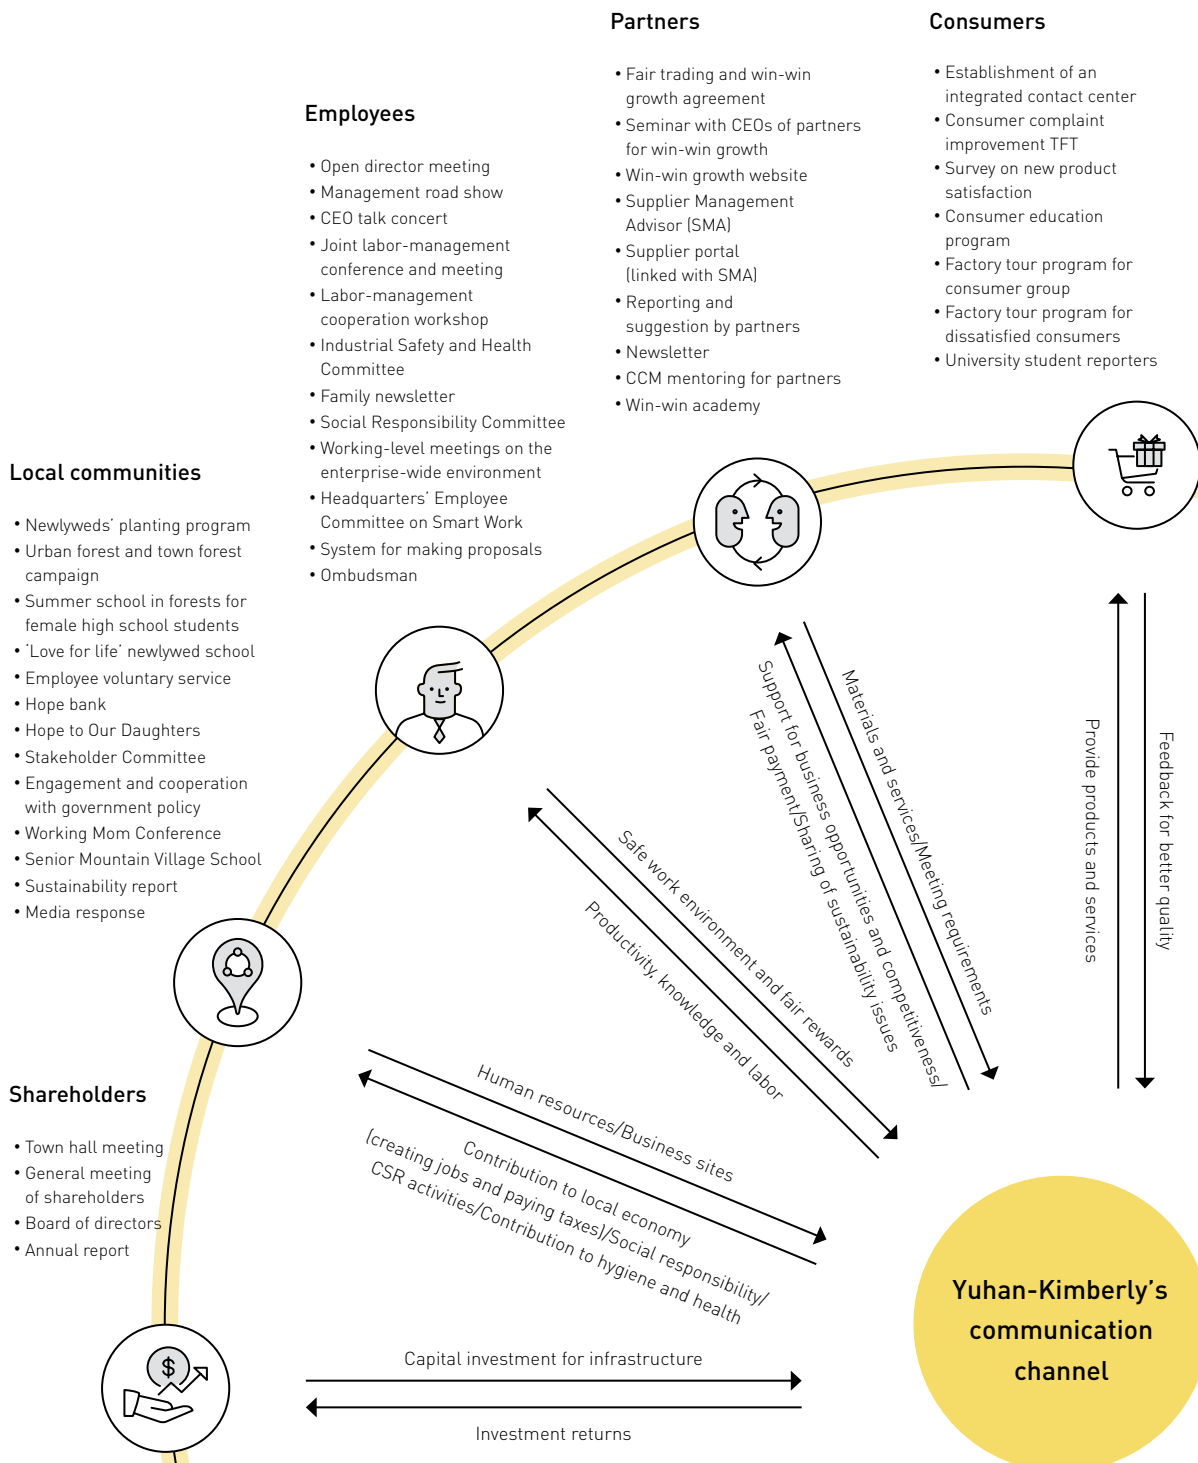 Partners
• Fair trading and win-win
growth agreement
• Seminar with CEOs of partners
for win-win growth
• Win-win growth website
• Supplier Management
Advisor (SMA)
• Supplier portal
(linked with SMA)
• Reporting and
suggestion by partners
• Newsletter
• CCM mentoring for partners
• Win-win academy
Consumers
• Establishment of an
integrated contact center
• Consumer complaint
improvement TFT
• Survey on new product
satisfaction
• Consumer education
program
• Factory tour program for
consumer group
• Factory tour program for
dissatisfied consumers
• University student reporters
Employees
• Open director meeting
• Management road show
• CEO talk concert
• Joint labor-management
conference and meeting
• Labor-management
cooperation workshop
• Industrial Safety and Health
Committee
• Family newsletter
• Social Responsibility Committee
• Working-level meetings on the
enterprise-wide environment
• Headquarters' Employee
Committee on Smart Work
• System for making proposals
• Ombudsman
Local communities
• Newlyweds' planting program
• Urban forest and town forest
campaign
• Summer school in forests for
female high school students
• 'Love for life' newlywed school
• Employee voluntary service
• Hope bank
• Hope to Our Daughters
• Stakeholder Committee
• Engagement and cooperation
with government policy
• Working Mom Conference
• Senior Mountain Village School
• Sustainability report
• Media response
Shareholders
• Town hall meeting
• General meeting
of shareholders
• Board of directors
• Annual report
$
Provide products and services
Feedback for better quality
Materials and services/Meeting requirements
Support for business opportunities and competitiveness/
Fair payment/Sharing of sustainability issues
Safe work environment and fair rewards
Productivity, knowledge and labor
Human resources/Business sites
Contribution to local economy
(creating jobs and paying taxes)/Social responsibility/
CSR activities/Contribution to hygiene and health
Capital investment for infrastructure
Investment returns
Yuhan-Kimberly's
communication
channel